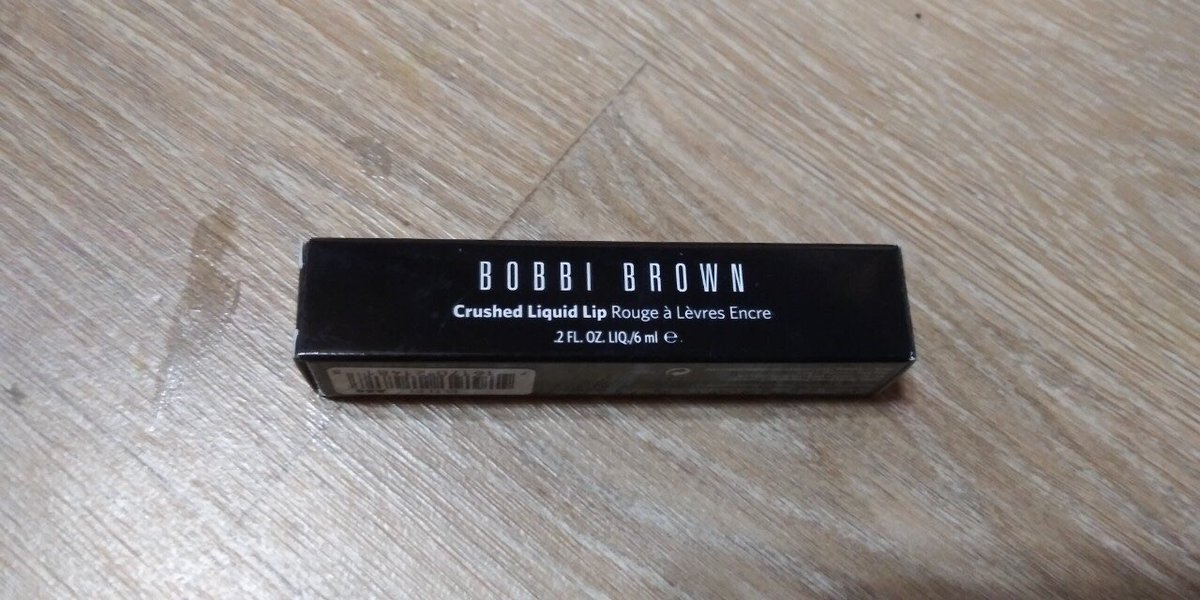 BOBBI BROWN
Crushed Liquid Lip Rouge à Lèvres Encre
.2 FL. OZ. LIQ./6 ml ℮